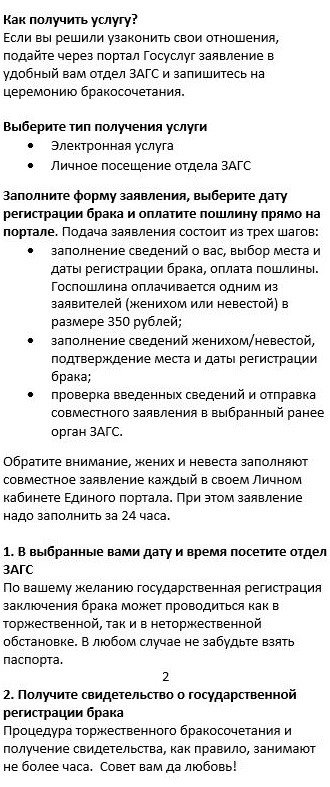 Как получить услугу?
Если вы решили узаконить свои отношения,
подайте через портал Госуслуг заявление в
удобный вам отдел ЗАГС и запишитесь на
церемонию бракосочетания.
Выберите тип получения услуги
• Электронная услуга
• Личное посещение отдела ЗАГС
Заполните форму заявления, выберите дату
регистрации брака и оплатите пошлину прямо на
портале. Подача заявления состоит из трех шагов:
• заполнение сведений о вас, выбор места и
даты регистрации брака, оплата пошлины.
Госпошлина оплачивается одним из
заявителей (женихом или невестой) в
размере 350 рублей;
• заполнение сведений женихом/невестой,
подтверждение места и даты регистрации
брака;
• проверка введенных сведений и отправка
совместного заявления в выбранный ранее
орган ЗАГС.
Обратите внимание, жених и невеста заполняют
совместное заявление каждый в своем Личном
кабинете Единого портала. При этом заявление
надо заполнить за 24 часа.
1. В выбранные вами дату и время посетите отдел
ЗАГС
По вашему желанию государственная регистрация
заключения брака может проводиться как в
торжественной, так и в неторжественной
обстановке. В любом случае не забудьте взять
паспорта.
2
2. Получите свидетельство о государственной
регистрации брака
Процедура торжественного бракосочетания и
получение свидетельства, как правило, занимают
не более часа. Совет вам да любовь!